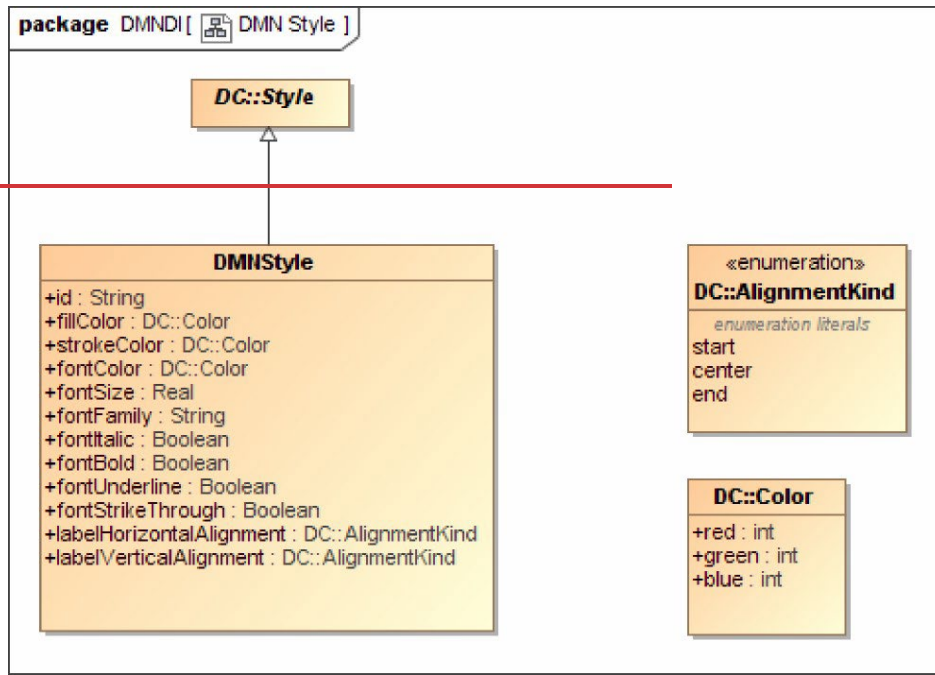 package DMNDI[ DMN Style ]
DC::Style
DMNStyle
+id : String
+fillColor : DC::Color
+strokeColor : DC::Color
+fontColor : DC::Color
+fontSize : Real
+fontFamily : String
+fontItalic : Boolean
+fontBold : Boolean
+fontUnderline : Boolean
+fontStrikeThrough : Boolean
+labelHorizontalAlignment : DC::AlignmentKind
+labelVerticalAlignment : DC::AlignmentKind
«enumeration»
DC::AlignmentKind
enumeration literals
start
center
end
DC::Color
+red : int
+green : int
+blue : int